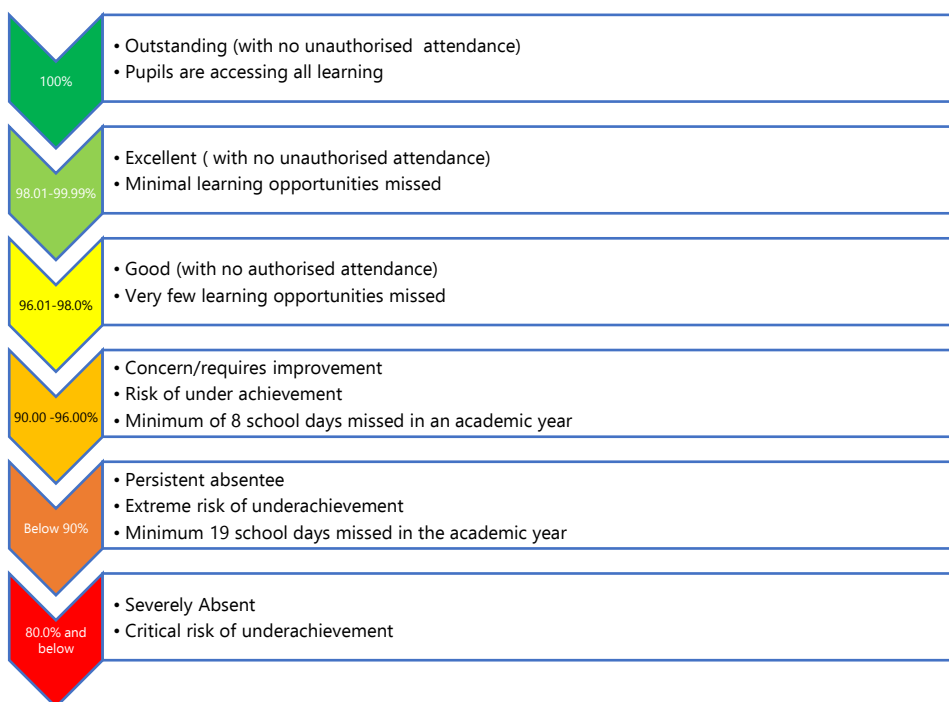 100%
• Outstanding (with no unauthorised  attendance)
• Pupils are accessing all learning
98.01-99.99%
• Excellent ( with no unauthorised attendance)
• Minimal learning opportunities missed
96.01-98.0%
• Good (with no authorised attendance)
• Very few learning opportunities missed
90.00 -96.00%
• Concern/requires improvement
• Risk of under achievement
• Minimum of 8 school days missed in an academic year
Below 90%
• Persistent absentee
• Extreme risk of underachievement
• Minimum 19 school days missed in the academic year
80.0% and
below
• Severely Absent
• Critical risk of underachievement